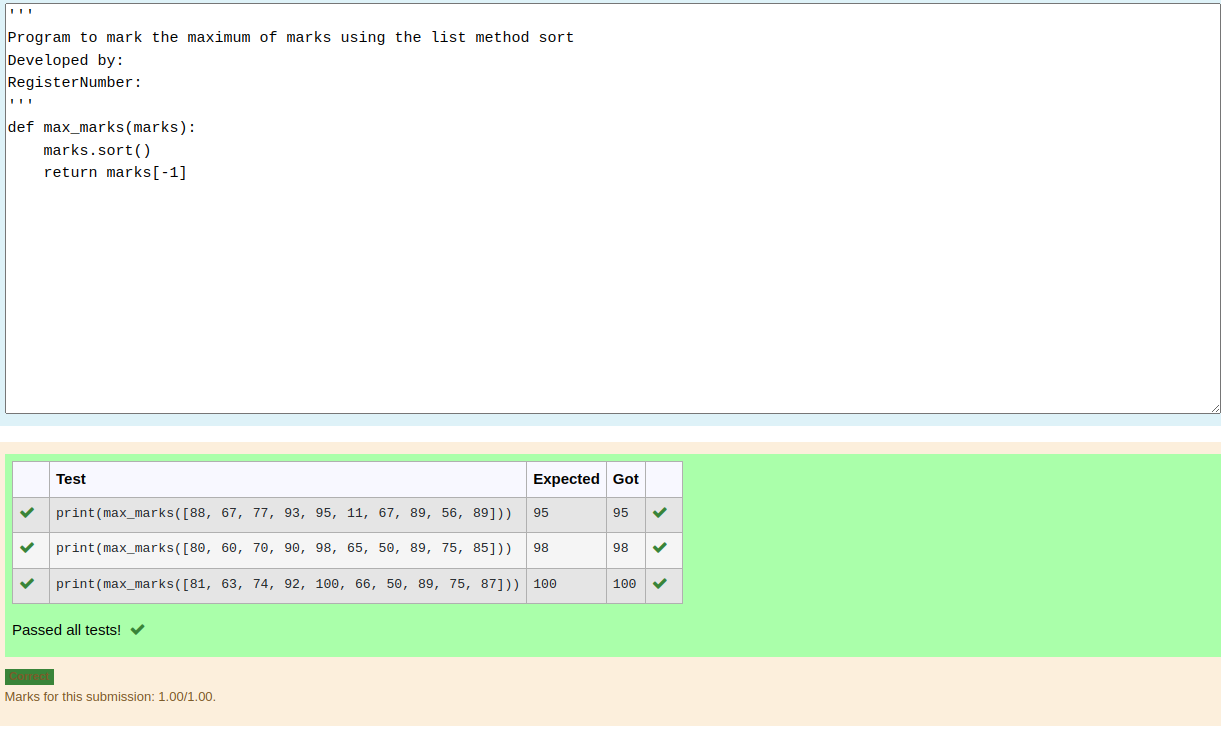 '''
Program to mark the maximum of marks using the list method sort
Developed by:
RegisterNumber:
'''
def max_marks(marks):
    marks.sort()
    return marks[-1]
Test Expected Got
print(max_marks([88, 67, 77, 93, 95, 11, 67, 89, 56, 89])) 95 95
print(max_marks([80, 60, 70, 90, 98, 65, 50, 89, 75, 85])) 98 98
print(max_marks([81, 63, 74, 92, 100, 66, 50, 89, 75, 87])) 100 100
Passed all tests!
Correct
Marks for this submission: 1.00/1.00.